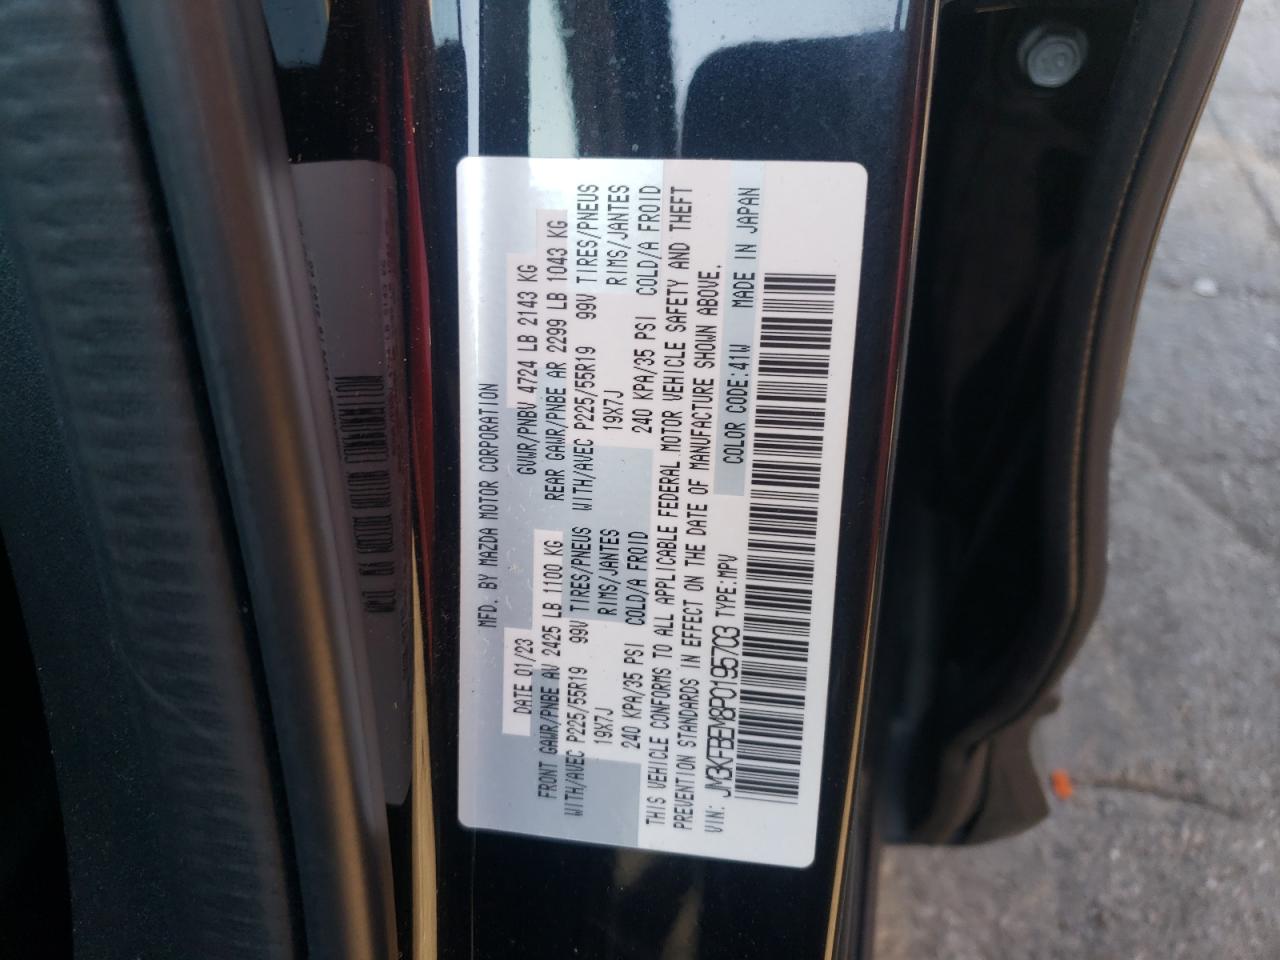 MFD. BY MAZDA MOTOR CORPORATION
DATE 01/23 GVWR/PNBV 4724 LB 2143 KG
FRONT GAWR/PNBE AV 2425 LB 1100 KG REAR GAWR/PNBE AR 2299 LB 1043 KG
WITH/AVEC P225/55R19 99V TIRES/PNEUS WITH/AVEC P225/55R19 99V TIRES/PNEUS
19X7J RIMS/JANTES 19X7J RIMS/JANTES
240 KPA/35 PSI COLD/A FROID 240 KPA/35 PSI COLD/A FROID
THIS VEHICLE CONFORMS TO ALL APPLICABLE FEDERAL MOTOR VEHICLE SAFETY AND THEFT
PREVENTION STANDARDS IN EFFECT ON THE DATE OF MANUFACTURE SHOWN ABOVE.
VIN: JM3KFBEM8P0195703 TYPE:MPV COLOR CODE:41W MADE IN JAPAN